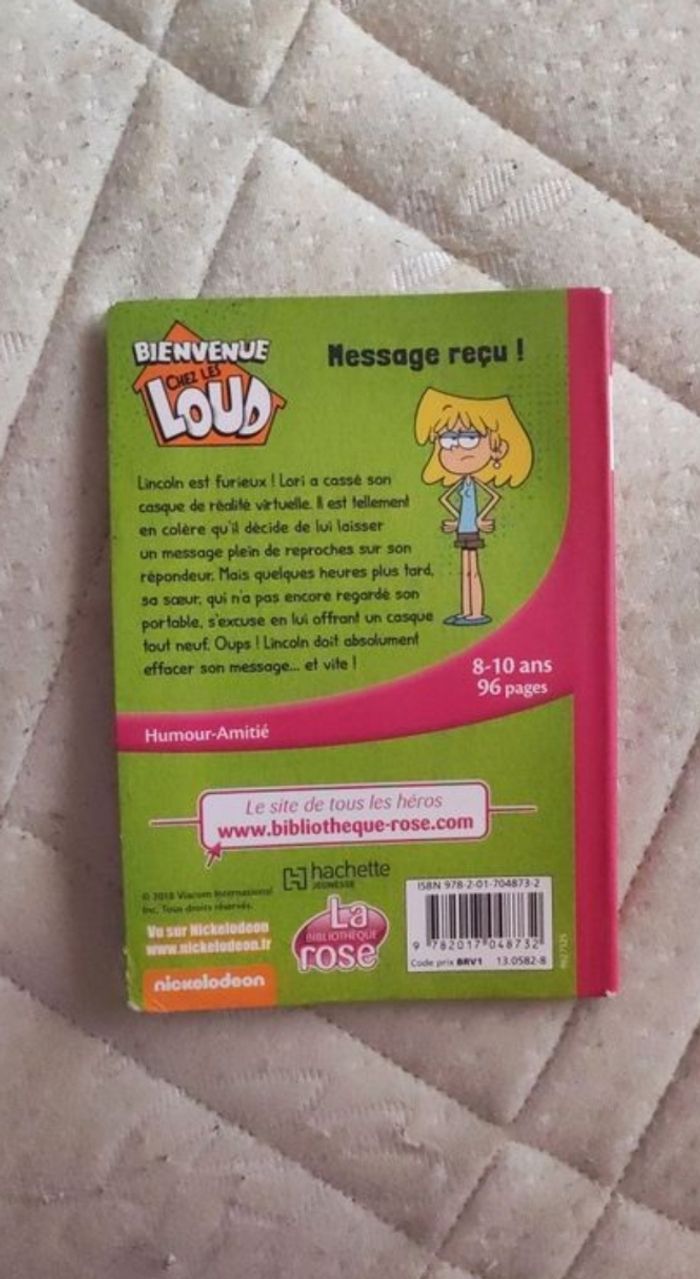 BIENVENUE
CHEZ LES
LOUD
Message reçu !
Lincoln est furieux ! Lori a cassé son
casque de réalité virtuelle. Il est tellement
en colère qu'il décide de lui laisser
un message plein de reproches sur son
répondeur. Mais quelques heures plus tard,
sa sœur, qui n'a pas encore regardé son
portable, s'excuse en lui offrant un casque
tout neuf. Oups ! Lincoln doit absolument
effacer son message... et vite !
8-10 ans
96 pages
Humour-Amitié
Le site de tous les héros
www.bibliotheque-rose.com
hachette
JEUNESSE
© 2018 Viacom International
Inc. Tous droits réservés.
Vu sur Nickelodeon
www.nickelodeon.fr
nickelodeon
La
BIBLIOTHÈQUE
rose
ISBN 978-2-01-704873-2
9 782017 048732
Code prix BRV1 13.0582-8